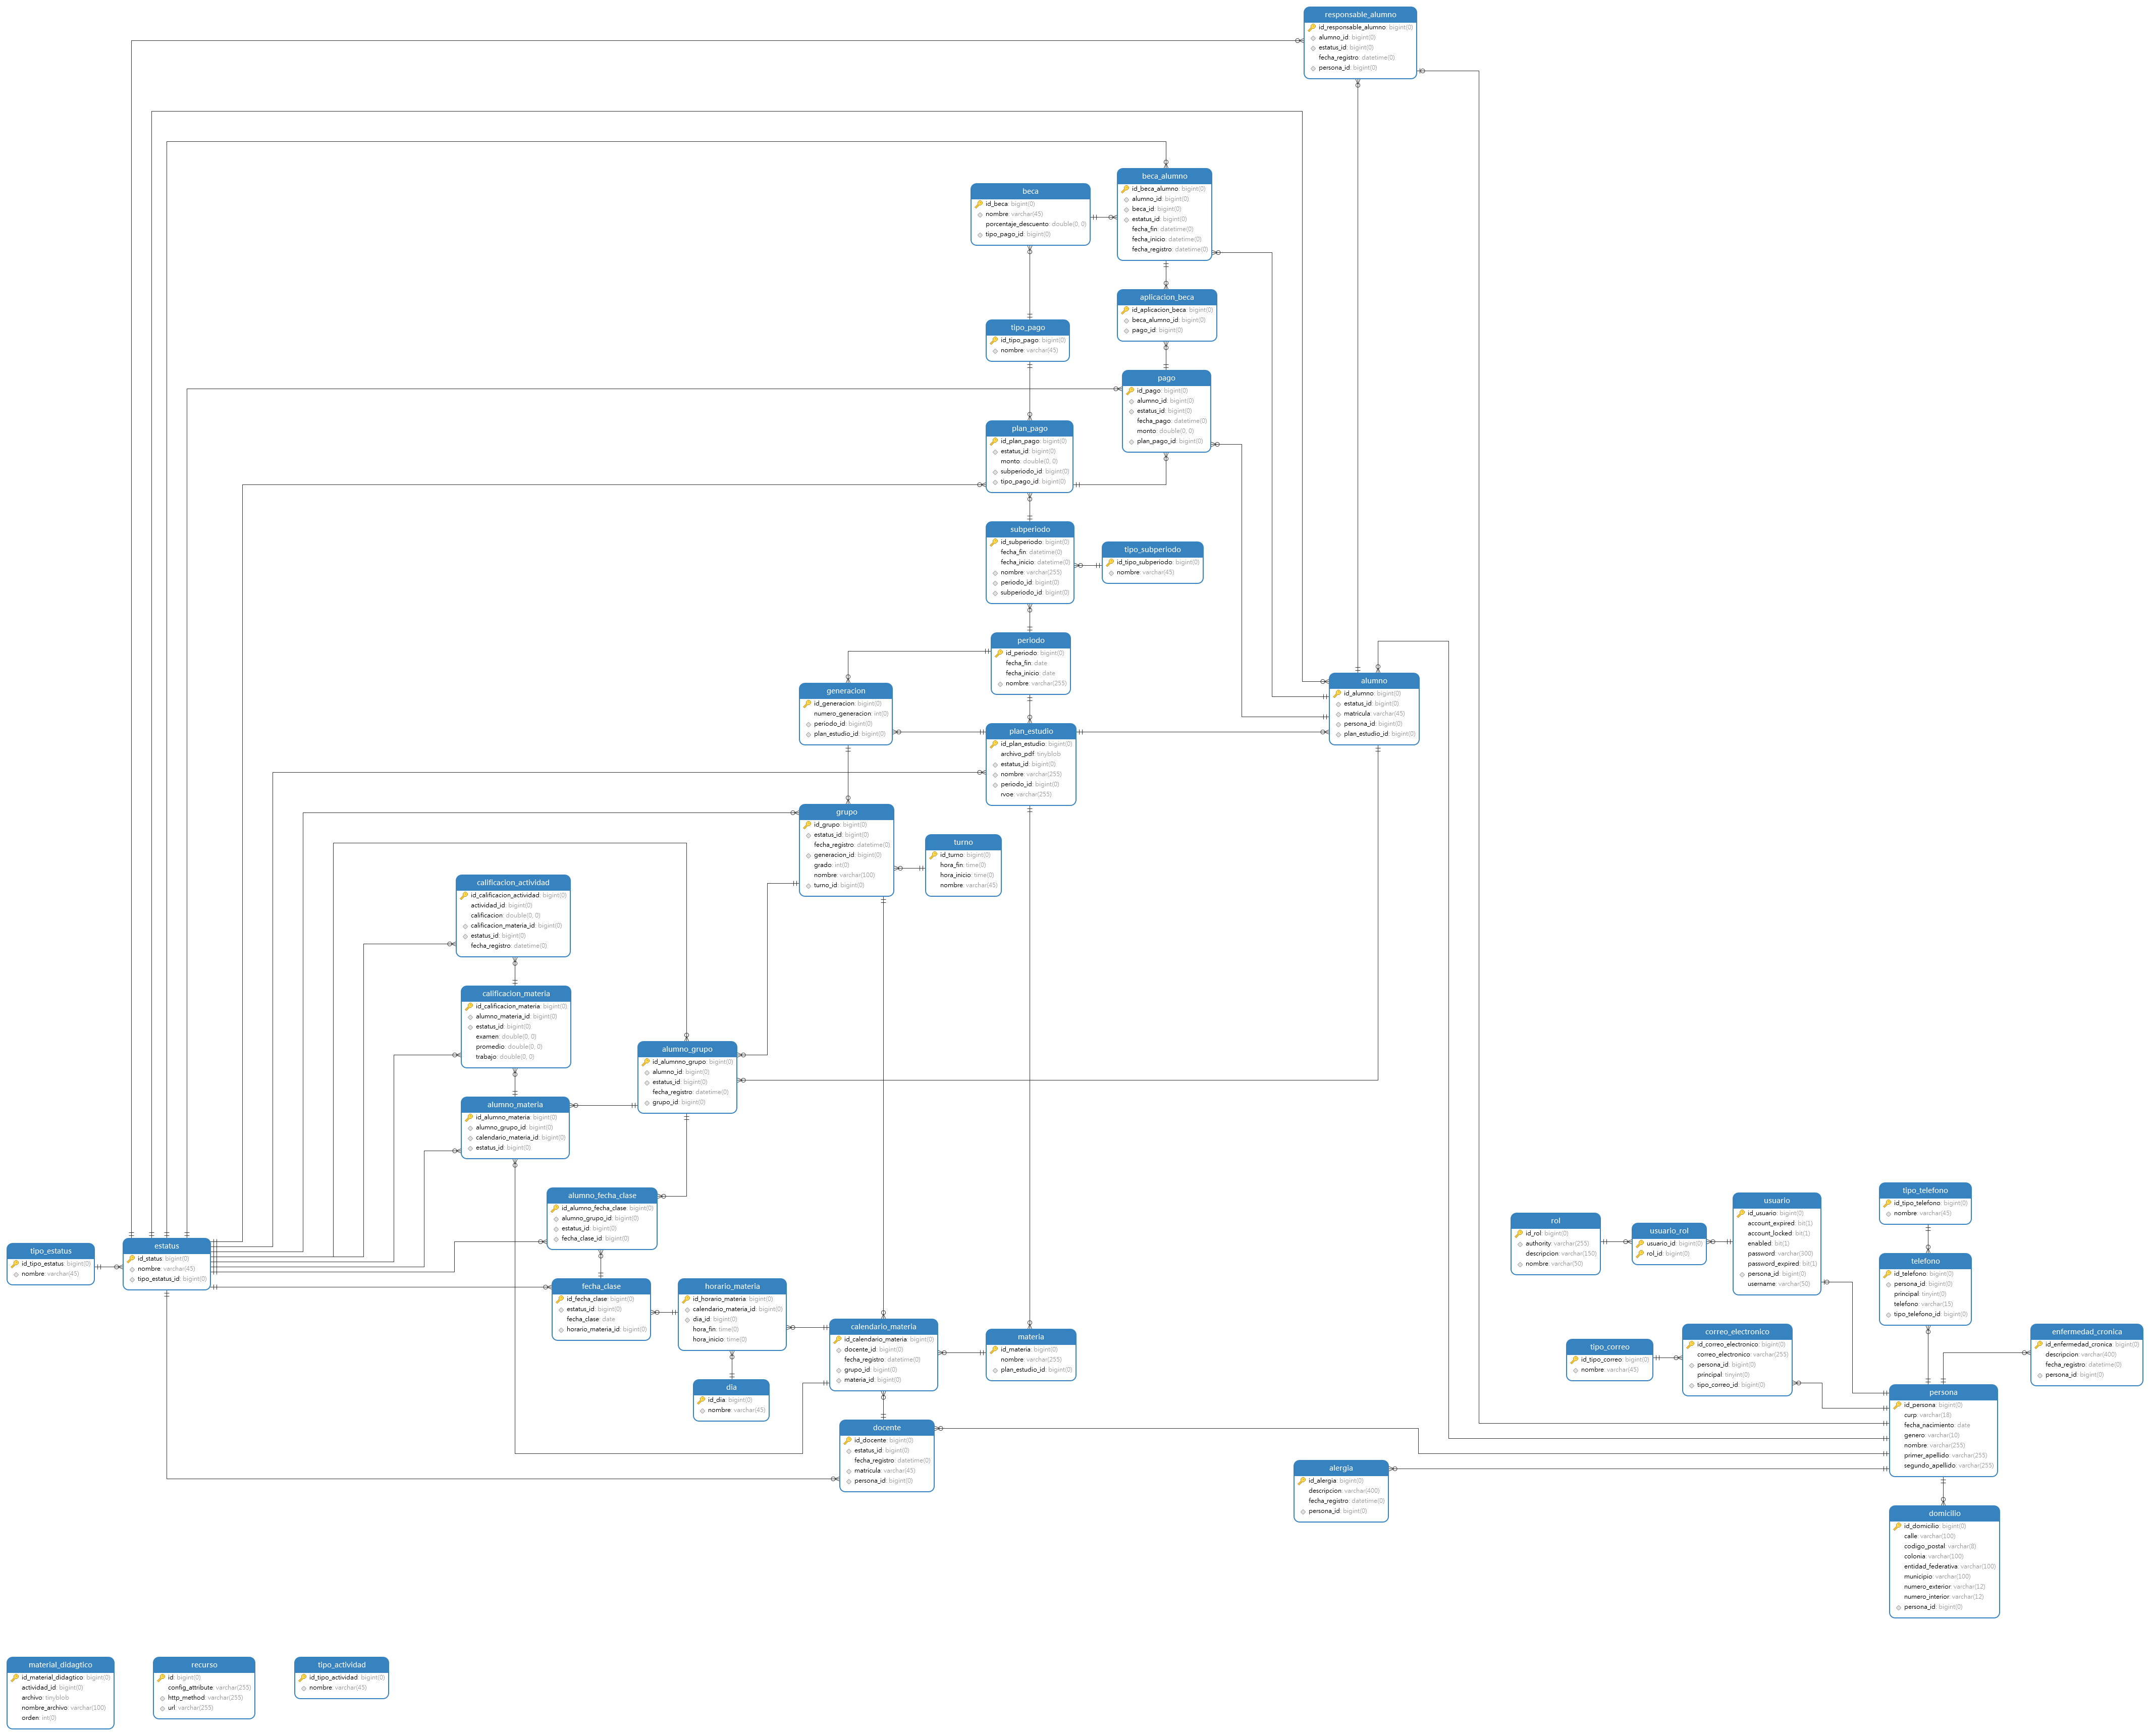 responsable_alumno
id_responsable_alumno: bigint(0)
alumno_id: bigint(0)
estatus_id: bigint(0)
fecha_registro: datetime(0)
persona_id: bigint(0)
beca_alumno
id_beca_alumno: bigint(0)
alumno_id: bigint(0)
beca_id: bigint(0)
estatus_id: bigint(0)
fecha_fin: datetime(0)
fecha_inicio: datetime(0)
fecha_registro: datetime(0)
beca
id_beca: bigint(0)
nombre: varchar(45)
porcentaje_descuento: double(0, 0)
tipo_pago_id: bigint(0)
aplicacion_beca
id_aplicacion_beca: bigint(0)
beca_alumno_id: bigint(0)
pago_id: bigint(0)
tipo_pago
id_tipo_pago: bigint(0)
nombre: varchar(45)
pago
id_pago: bigint(0)
alumno_id: bigint(0)
estatus_id: bigint(0)
fecha_pago: datetime(0)
monto: double(0, 0)
plan_pago_id: bigint(0)
plan_pago
id_plan_pago: bigint(0)
estatus_id: bigint(0)
monto: double(0, 0)
subperiodo_id: bigint(0)
tipo_pago_id: bigint(0)
subperiodo
id_subperiodo: bigint(0)
fecha_fin: datetime(0)
fecha_inicio: datetime(0)
nombre: varchar(255)
periodo_id: bigint(0)
subperiodo_id: bigint(0)
tipo_subperiodo
id_tipo_subperiodo: bigint(0)
nombre: varchar(45)
periodo
id_periodo: bigint(0)
fecha_fin: date
fecha_inicio: date
nombre: varchar(255)
alumno
id_alumno: bigint(0)
estatus_id: bigint(0)
matricula: varchar(45)
persona_id: bigint(0)
plan_estudio_id: bigint(0)
generacion
id_generacion: bigint(0)
numero_generacion: int(0)
periodo_id: bigint(0)
plan_estudio_id: bigint(0)
plan_estudio
id_plan_estudio: bigint(0)
archivo_pdf: tinyblob
estatus_id: bigint(0)
nombre: varchar(255)
periodo_id: bigint(0)
rvoe: varchar(255)
grupo
id_grupo: bigint(0)
estatus_id: bigint(0)
fecha_registro: datetime(0)
generacion_id: bigint(0)
grado: int(0)
nombre: varchar(100)
turno_id: bigint(0)
turno
id_turno: bigint(0)
hora_fin: time(0)
hora_inicio: time(0)
nombre: varchar(45)
calificacion_actividad
id_calificacion_actividad: bigint(0)
actividad_id: bigint(0)
calificacion: double(0, 0)
calificacion_materia_id: bigint(0)
estatus_id: bigint(0)
fecha_registro: datetime(0)
calificacion_materia
id_calificacion_materia: bigint(0)
alumno_materia_id: bigint(0)
estatus_id: bigint(0)
examen: double(0, 0)
promedio: double(0, 0)
trabajo: double(0, 0)
alumno_grupo
id_alumnno_grupo: bigint(0)
alumno_id: bigint(0)
estatus_id: bigint(0)
fecha_registro: datetime(0)
grupo_id: bigint(0)
alumno_materia
id_alumno_materia: bigint(0)
alumno_grupo_id: bigint(0)
calendario_materia_id: bigint(0)
estatus_id: bigint(0)
alumno_fecha_clase
id_alumno_fecha_clase: bigint(0)
alumno_grupo_id: bigint(0)
estatus_id: bigint(0)
fecha_clase_id: bigint(0)
tipo_estatus
id_tipo_estatus: bigint(0)
nombre: varchar(45)
estatus
id_status: bigint(0)
nombre: varchar(45)
tipo_estatus_id: bigint(0)
fecha_clase
id_fecha_clase: bigint(0)
estatus_id: bigint(0)
fecha_clase: date
horario_materia_id: bigint(0)
horario_materia
id_horario_materia: bigint(0)
calendario_materia_id: bigint(0)
dia_id: bigint(0)
hora_fin: time(0)
hora_inicio: time(0)
dia
id_dia: bigint(0)
nombre: varchar(45)
calendario_materia
id_calendario_materia: bigint(0)
docente_id: bigint(0)
fecha_registro: datetime(0)
grupo_id: bigint(0)
materia_id: bigint(0)
materia
id_materia: bigint(0)
nombre: varchar(255)
plan_estudio_id: bigint(0)
docente
id_docente: bigint(0)
estatus_id: bigint(0)
fecha_registro: datetime(0)
matricula: varchar(45)
persona_id: bigint(0)
rol
id_rol: bigint(0)
authority: varchar(255)
descripcion: varchar(150)
nombre: varchar(50)
usuario_rol
usuario_id: bigint(0)
rol_id: bigint(0)
usuario
id_usuario: bigint(0)
account_expired: bit(1)
account_locked: bit(1)
enabled: bit(1)
password: varchar(300)
password_expired: bit(1)
persona_id: bigint(0)
username: varchar(50)
tipo_telefono
id_tipo_telefono: bigint(0)
nombre: varchar(45)
telefono
id_telefono: bigint(0)
persona_id: bigint(0)
principal: tinyint(0)
telefono: varchar(15)
tipo_telefono_id: bigint(0)
tipo_correo
id_tipo_correo: bigint(0)
nombre: varchar(45)
correo_electronico
id_correo_electronico: bigint(0)
correo_electronico: varchar(255)
persona_id: bigint(0)
principal: tinyint(0)
tipo_correo_id: bigint(0)
enfermedad_cronica
id_enfermedad_cronica: bigint(0)
descripcion: varchar(400)
fecha_registro: datetime(0)
persona_id: bigint(0)
persona
id_persona: bigint(0)
curp: varchar(18)
fecha_nacimiento: date
genero: varchar(10)
nombre: varchar(255)
primer_apellido: varchar(255)
segundo_apellido: varchar(255)
alergia
id_alergia: bigint(0)
descripcion: varchar(400)
fecha_registro: datetime(0)
persona_id: bigint(0)
domicilio
id_domicilio: bigint(0)
calle: varchar(100)
codigo_postal: varchar(8)
colonia: varchar(100)
entidad_federativa: varchar(100)
municipio: varchar(100)
numero_exterior: varchar(12)
numero_interior: varchar(12)
persona_id: bigint(0)
material_didagtico
id_material_didagtico: bigint(0)
actividad_id: bigint(0)
archivo: tinyblob
nombre_archivo: varchar(100)
orden: int(0)
recurso
id: bigint(0)
config_attribute: varchar(255)
http_method: varchar(255)
url: varchar(255)
tipo_actividad
id_tipo_actividad: bigint(0)
nombre: varchar(45)